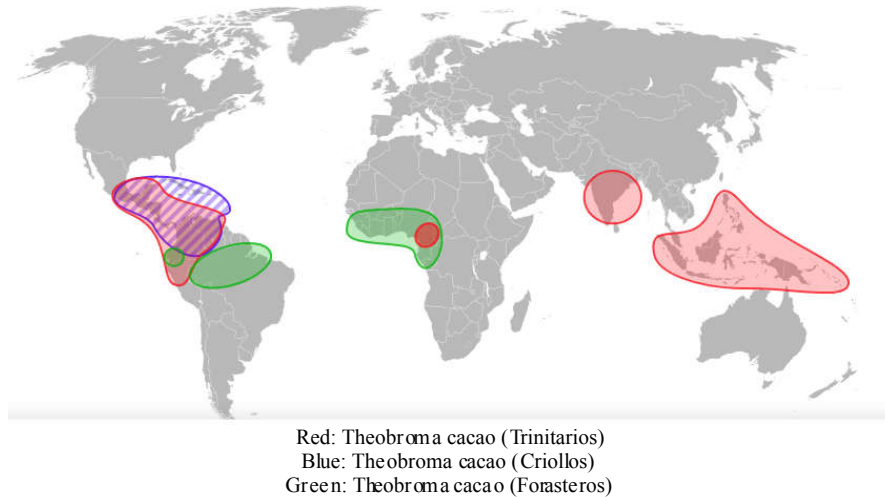 Red: Theobroma cacao (Trinitarios)
Blue: Theobroma cacao (Criollos)
Green: Theobroma cacao (Forasteros)